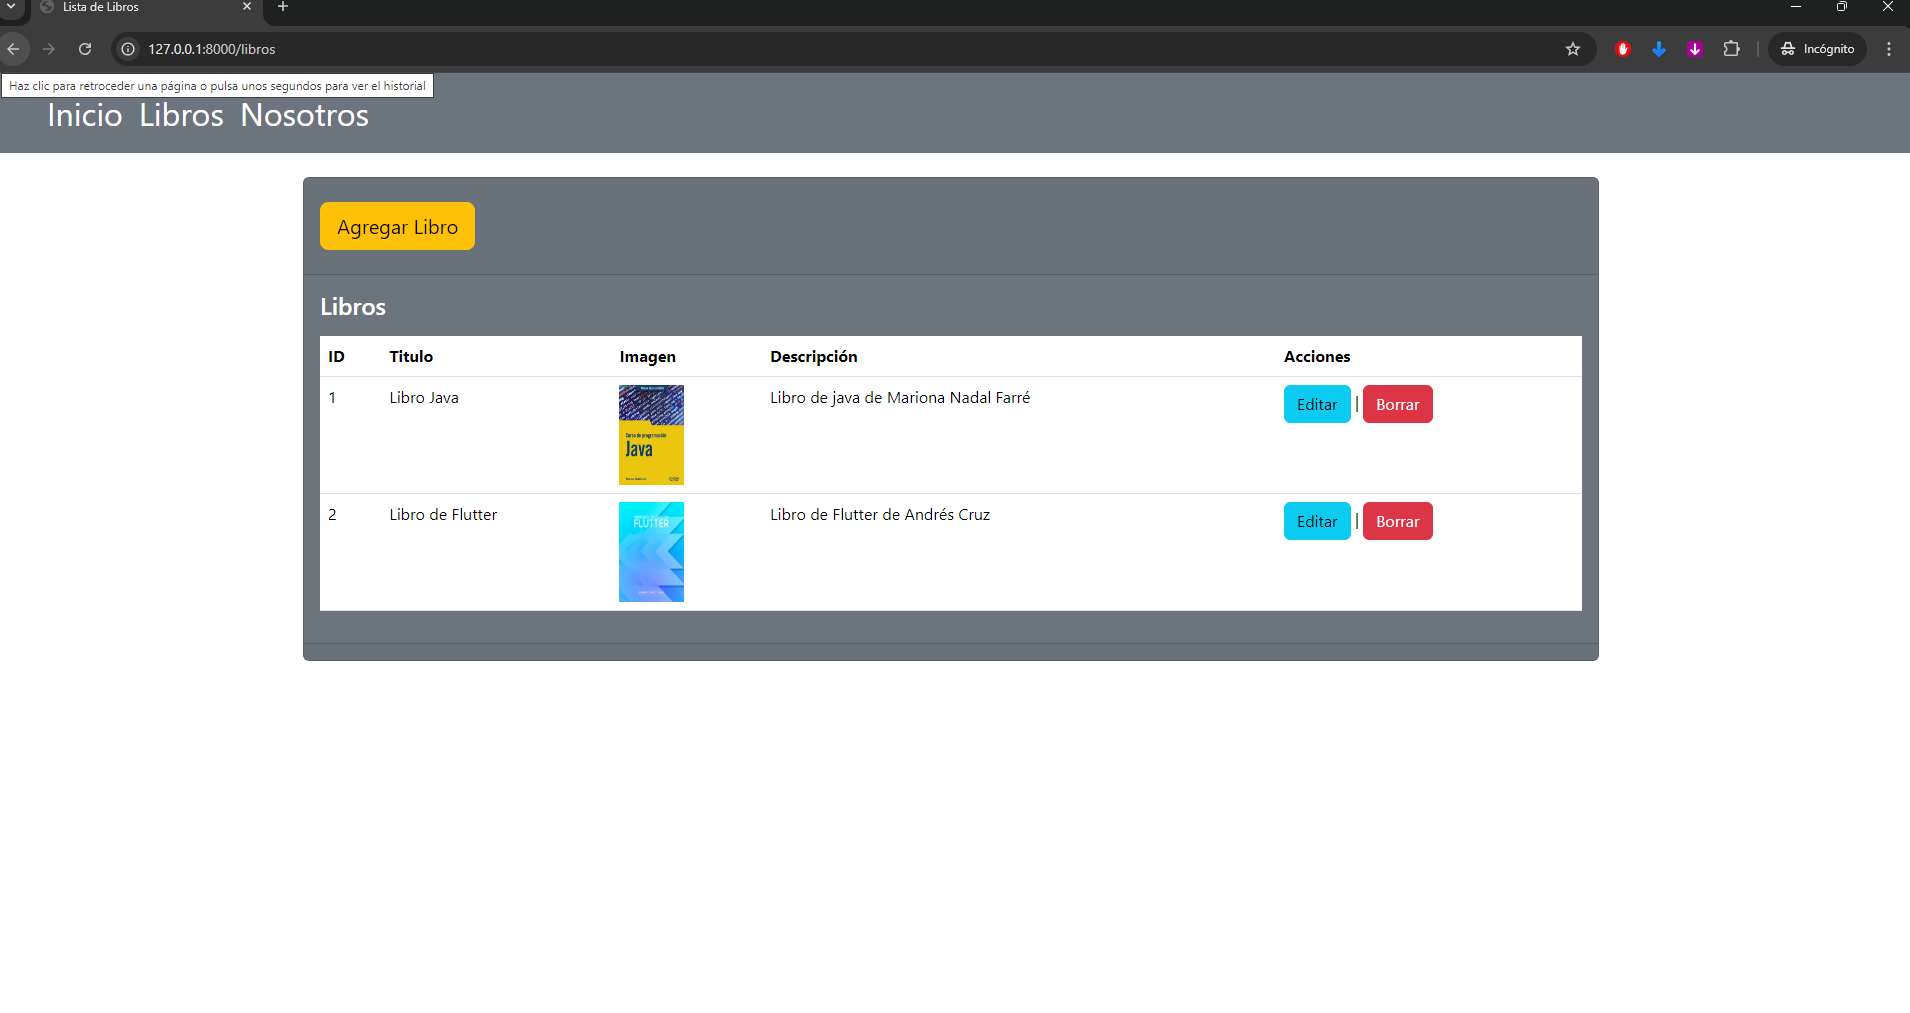 Lista de Libros
127.0.0.1:8000/libros
Incógnito
Haz clic para retroceder una página o pulsa unos segundos para ver el historial
Inicio Libros Nosotros
Agregar Libro
Libros
ID Titulo Imagen Descripción Acciones
1 Libro Java Libro de java de Mariona Nadal Farré Editar | Borrar
Curso de programación
Java
2 Libro de Flutter Libro de Flutter de Andrés Cruz Editar | Borrar
FLUTTER